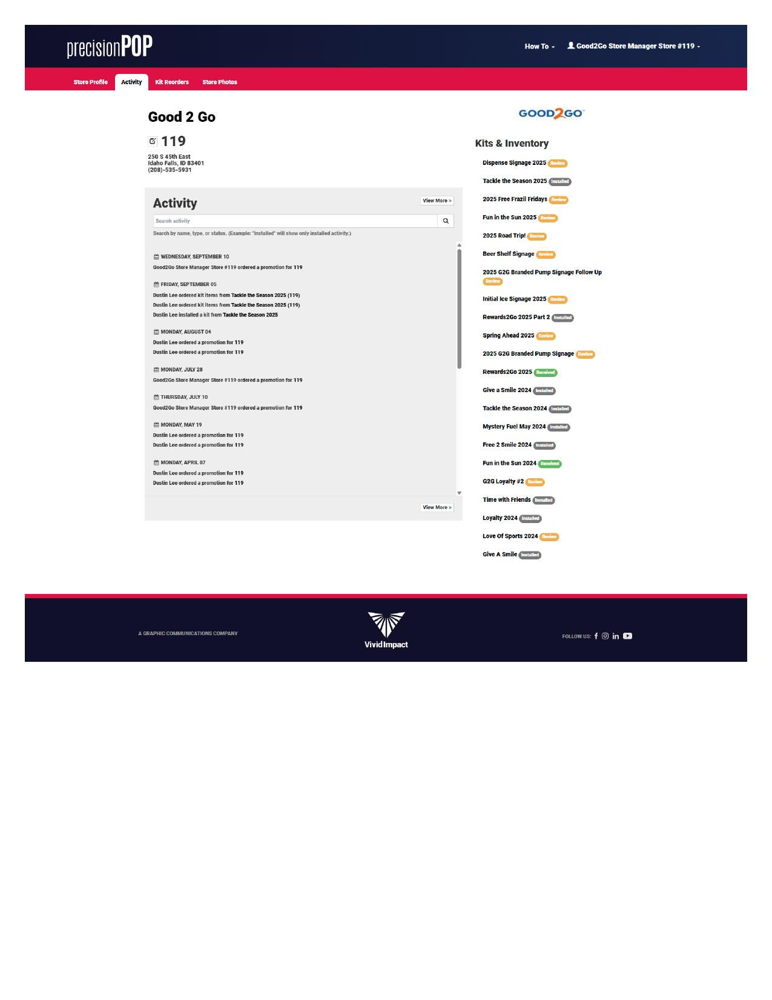 precisionPOP
How To
Good2Go Store Manager Store #119
Store Profile
Activity
Kit Reorders
Store Photos
Good 2 Go
119
250 S 45th East
Idaho Falls, ID 83401
(208)-535-5931
Activity
View More »
Search activity
Search by name, type, or status. (Example: "Installed" will show only installed activity.)
WEDNESDAY, SEPTEMBER 10
Good2Go Store Manager Store #119 ordered a promotion for 119
FRIDAY, SEPTEMBER 05
Dustin Lee ordered kit items from Tackle the Season 2025 (119)
Dustin Lee ordered kit items from Tackle the Season 2025 (119)
Dustin Lee installed a kit from Tackle the Season 2025
MONDAY, AUGUST 04
Dustin Lee ordered a promotion for 119
Dustin Lee ordered a promotion for 119
MONDAY, JULY 28
Good2Go Store Manager Store #119 ordered a promotion for 119
THURSDAY, JULY 10
Good2Go Store Manager Store #119 ordered a promotion for 119
MONDAY, MAY 19
Dustin Lee ordered a promotion for 119
Dustin Lee ordered a promotion for 119
MONDAY, APRIL 07
Dustin Lee ordered a promotion for 119
Dustin Lee ordered a promotion for 119
View More »
GOOD2GO
Kits & Inventory
Dispense Signage 2025 Review
Tackle the Season 2025 Installed
2025 Free Frazil Fridays Review
Fun in the Sun 2025 Review
2025 Road Trip! Review
Beer Shelf Signage Review
2025 G2G Branded Pump Signage Follow Up
Review
Initial Ice Signage 2025 Review
Rewards2Go 2025 Part 2 Installed
Spring Ahead 2025 Review
2025 G2G Branded Pump Signage Review
Rewards2Go 2025 Received
Give a Smile 2024 Installed
Tackle the Season 2024 Installed
Mystery Fuel May 2024 Installed
Free 2 Smile 2024 Installed
Fun in the Sun 2024 Received
G2G Loyalty #2 Review
Time with Friends Installed
Loyalty 2024 Installed
Love Of Sports 2024 Review
Give A Smile Installed
A GRAPHIC COMMUNICATIONS COMPANY
Vivid Impact
FOLLOW US: